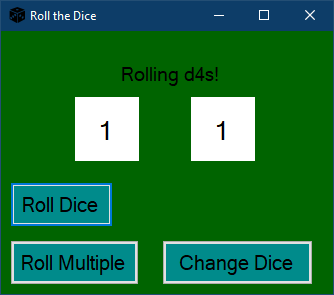 Roll the Dice
Rolling d4s!
1 1
Roll Dice
Roll Multiple Change Dice